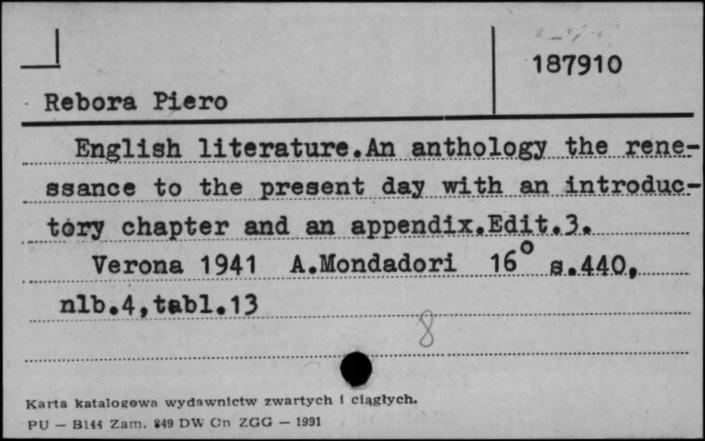 187910
Rebora Piero
English literature.An anthology the rene-
ssance to the present day with an introduc-
tory chapter and an appendix.Edit.3.
Verona 1941 A.Mondadori 16° s.440,
nlb.4,tabl.13
8
Karta katalogowa wydawnictw zwartych i ciągłych.
PU — B144 Zam. 849 DW Cn ZGG — 1991